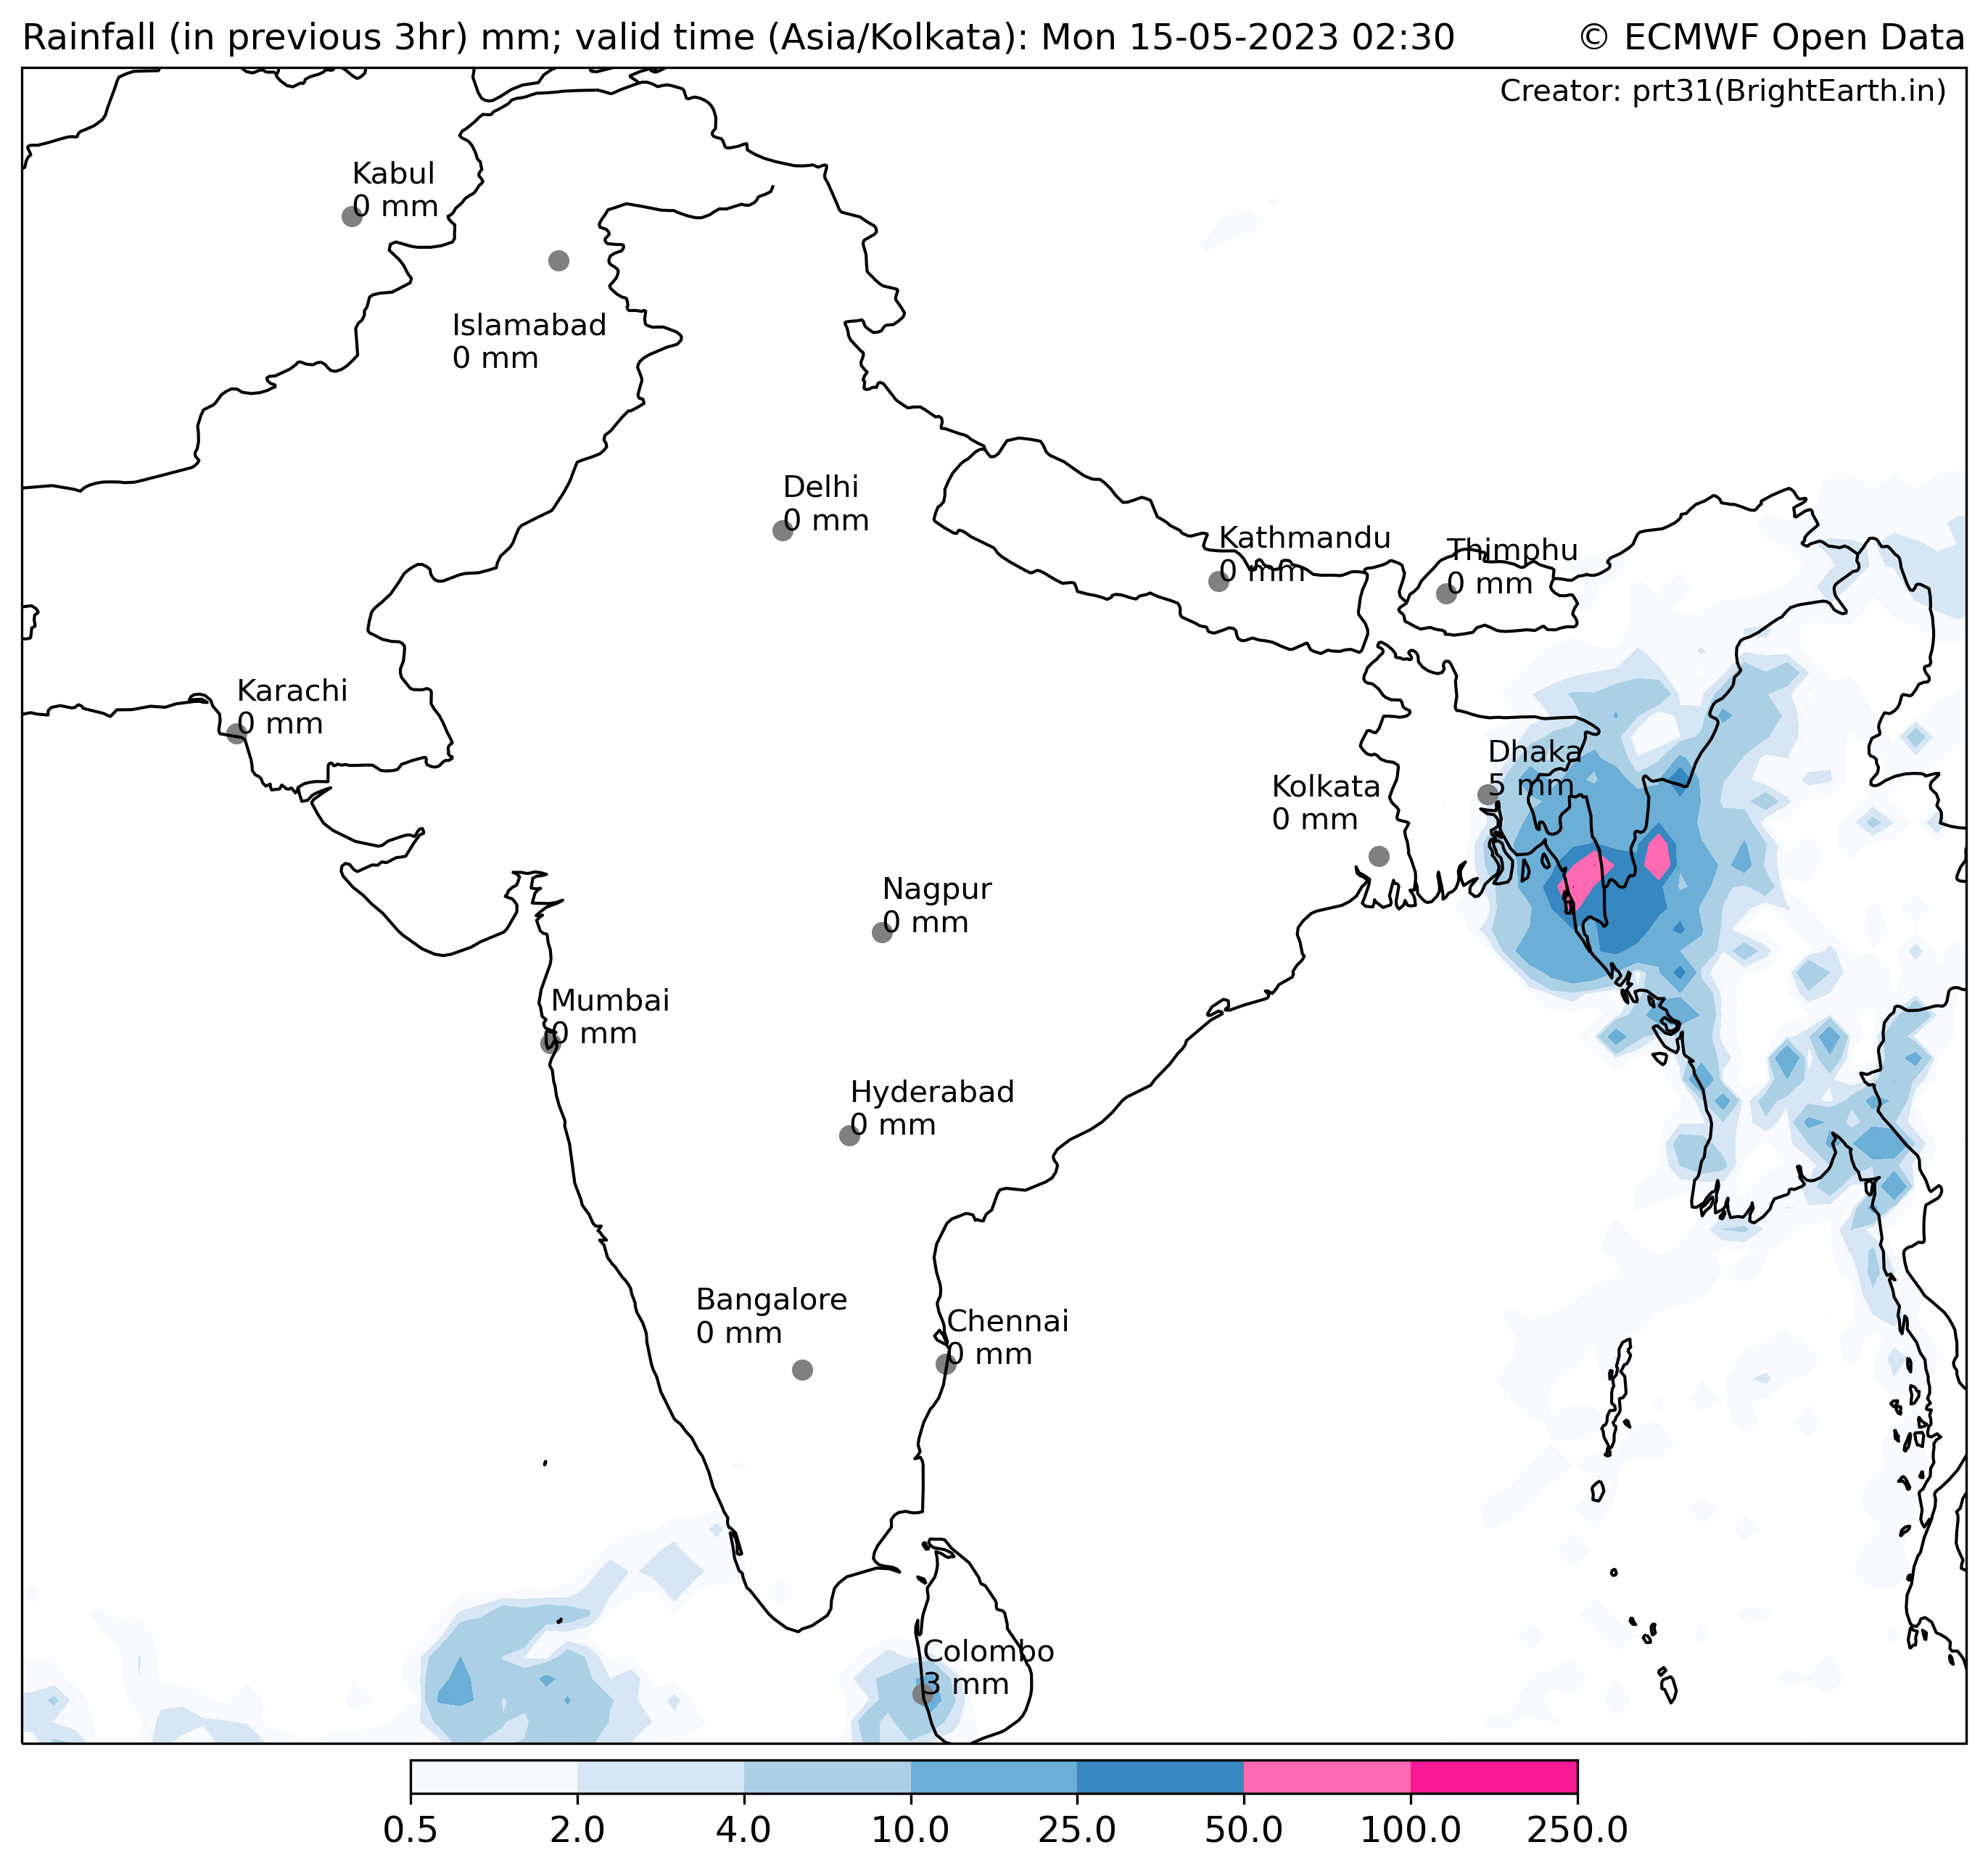 Rainfall (in previous 3hr) mm; valid time (Asia/Kolkata): Mon 15-05-2023 02:30
© ECMWF Open Data
Creator: prt31(BrightEarth.in)
Kabul
0 mm
Islamabad
0 mm
Delhi
0 mm
Kathmandu
0 mm
Thimphu
0 mm
Karachi
0 mm
Dhaka
5 mm
Kolkata
0 mm
Nagpur
0 mm
Mumbai
0 mm
Hyderabad
0 mm
Bangalore
0 mm
Chennai
0 mm
Colombo
3 mm
0.5 2.0 4.0 10.0 25.0 50.0 100.0 250.0